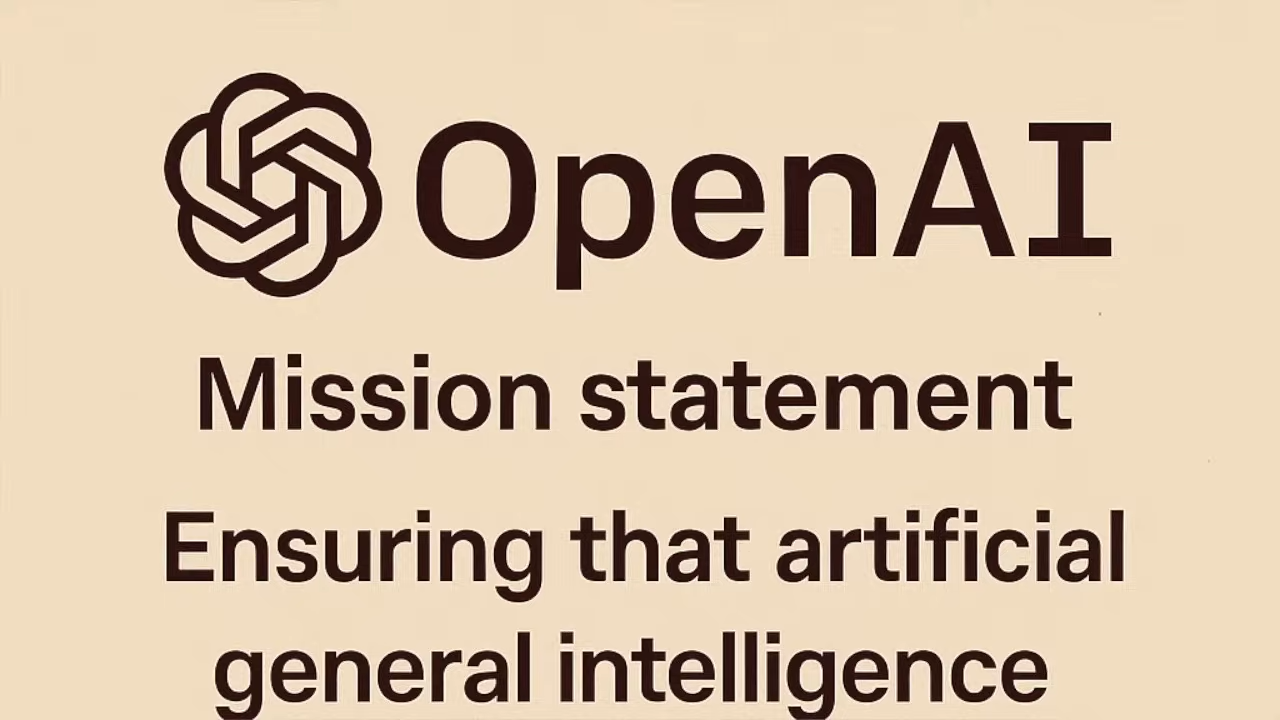 OpenAI
Mission statement
Ensuring that artificial
general intelligence